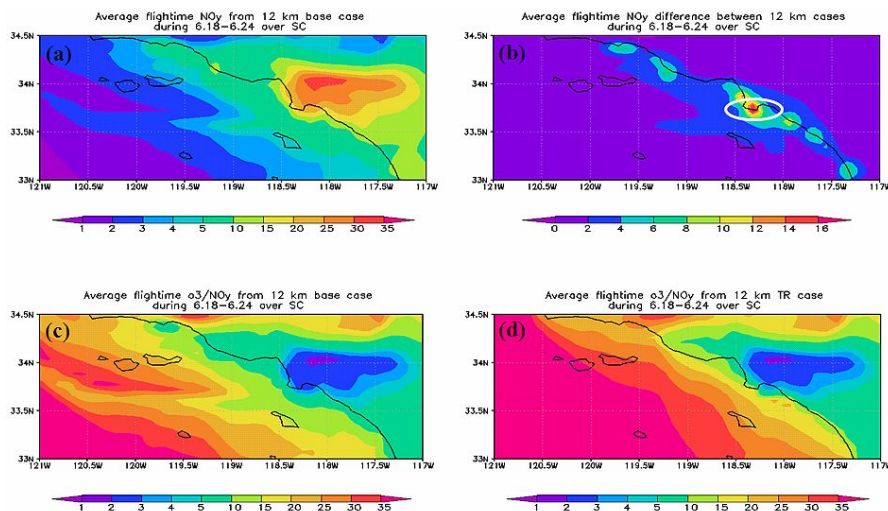 Average flightime NOy from 12 km base case
during 6.18-6.24 over SC
(a)
34.5N
34N
33.5N
33N
121W 120.5W 120W 119.5W 119W 118.5W 118W 117.5W 117W
1 2 3 4 5 10 15 20 25 30 35
Average flightime NOy difference between 12 km cases
during 6.18-6.24 over SC
(b)
34.5N
34N
33.5N
33N
121W 120.5W 120W 119.5W 119W 118.5W 118W 117.5W 117W
0 2 4 6 8 10 12 14 16
Average flightime o3/NOy from 12 km base case
during 6.18-6.24 over SC
(c)
34.5N
34N
33.5N
33N
121W 120.5W 120W 119.5W 119W 118.5W 118W 117.5W 117W
1 2 3 4 5 10 15 20 25 30 35
Average flightime o3/NOy from 12 km TR case
during 6.18-6.24 over SC
(d)
34.5N
34N
33.5N
33N
121W 120.5W 120W 119.5W 119W 118.5W 118W 117.5W 117W
1 2 3 4 5 10 15 20 25 30 35